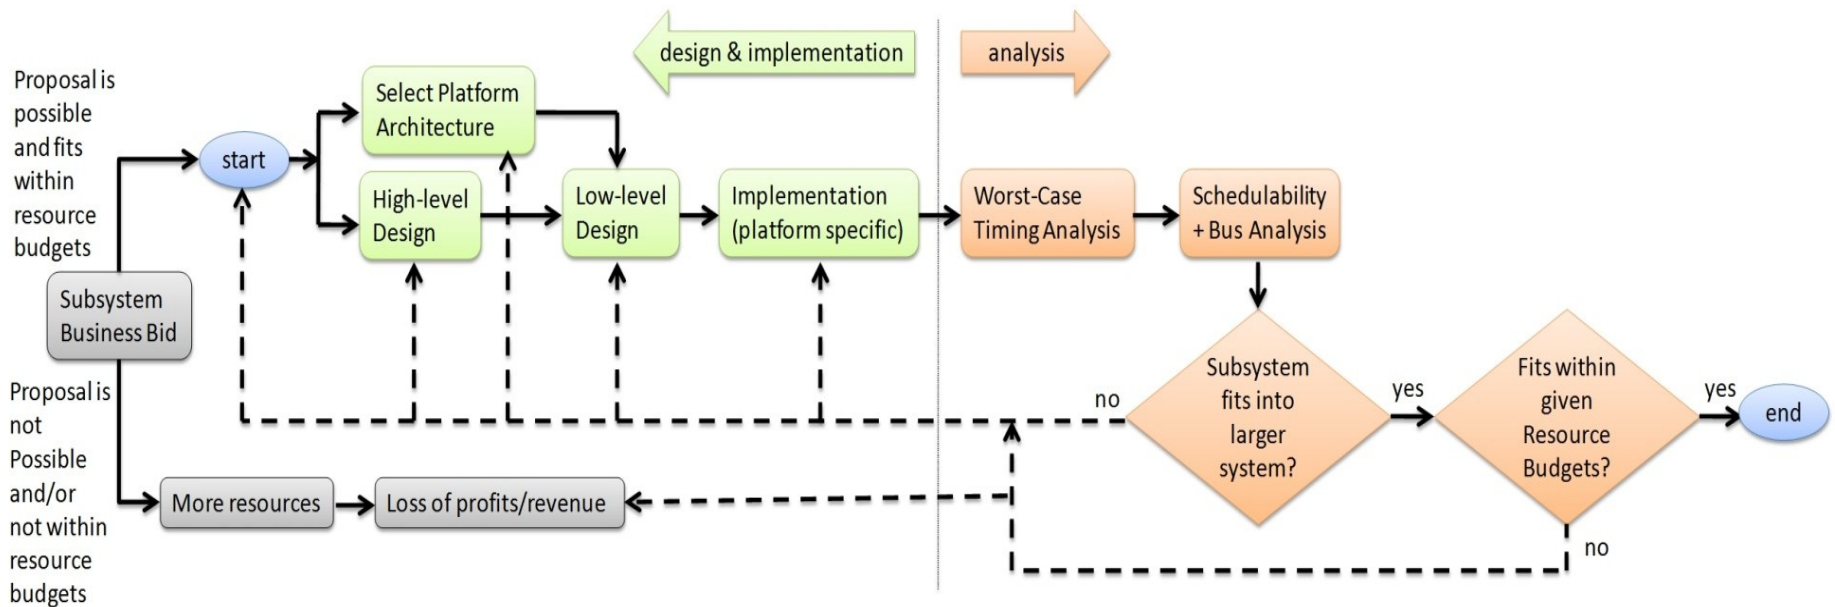 design & implementation
analysis
Proposal is
possible
and fits
within
resource
budgets
start
Select Platform
Architecture
High-level
Design
Low-level
Design
Implementation
(platform specific)
Worst-Case
Timing Analysis
Schedulability
+ Bus Analysis
Subsystem
Business Bid
Proposal is
not
Possible
and/or
not within
resource
budgets
More resources
Loss of profits/revenue
no
Subsystem
fits into
larger
system?
yes
Fits within
given
Resource
Budgets?
yes
end
no